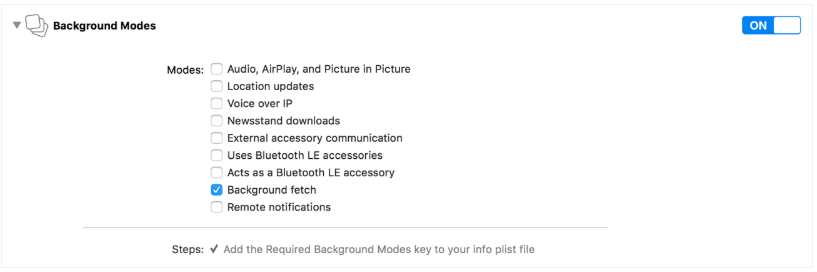 Background Modes
ON
Modes: Audio, AirPlay, and Picture in Picture
Location updates
Voice over IP
Newsstand downloads
External accessory communication
Uses Bluetooth LE accessories
Acts as a Bluetooth LE accessory
Background fetch
Remote notifications
Steps: ✓ Add the Required Background Modes key to your info plist file